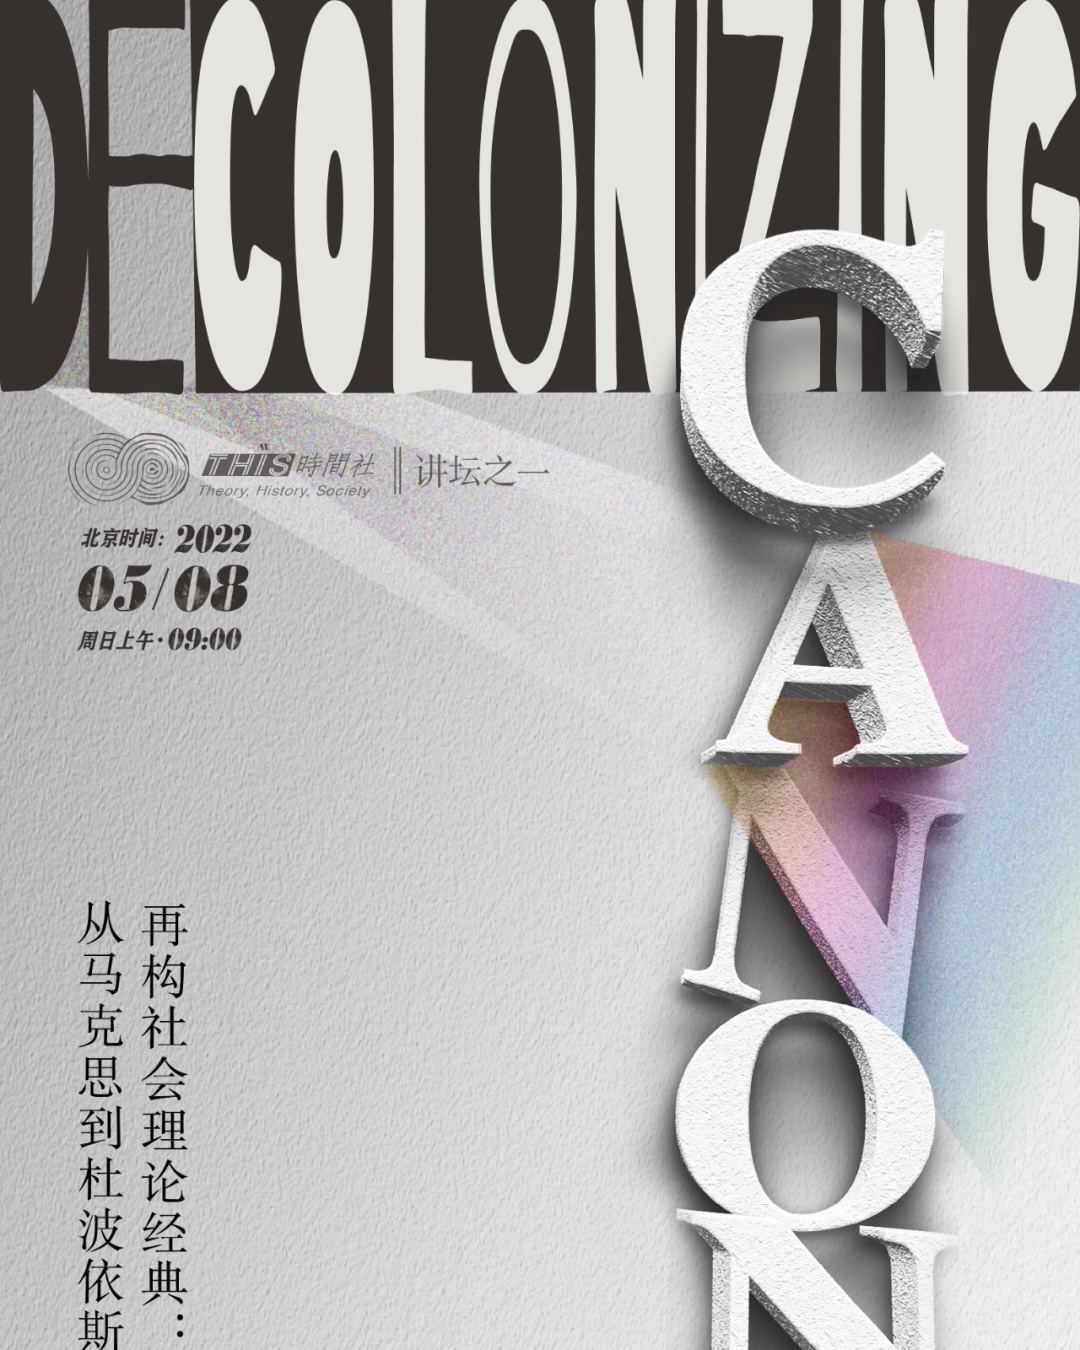 DECOLONIZING
CANON
THiS時間社
Theory, History, Society
讲坛之一
北京时间：2022
05/08
周日上午·09:00
再构社会理论经典：
从马克思到杜波依斯